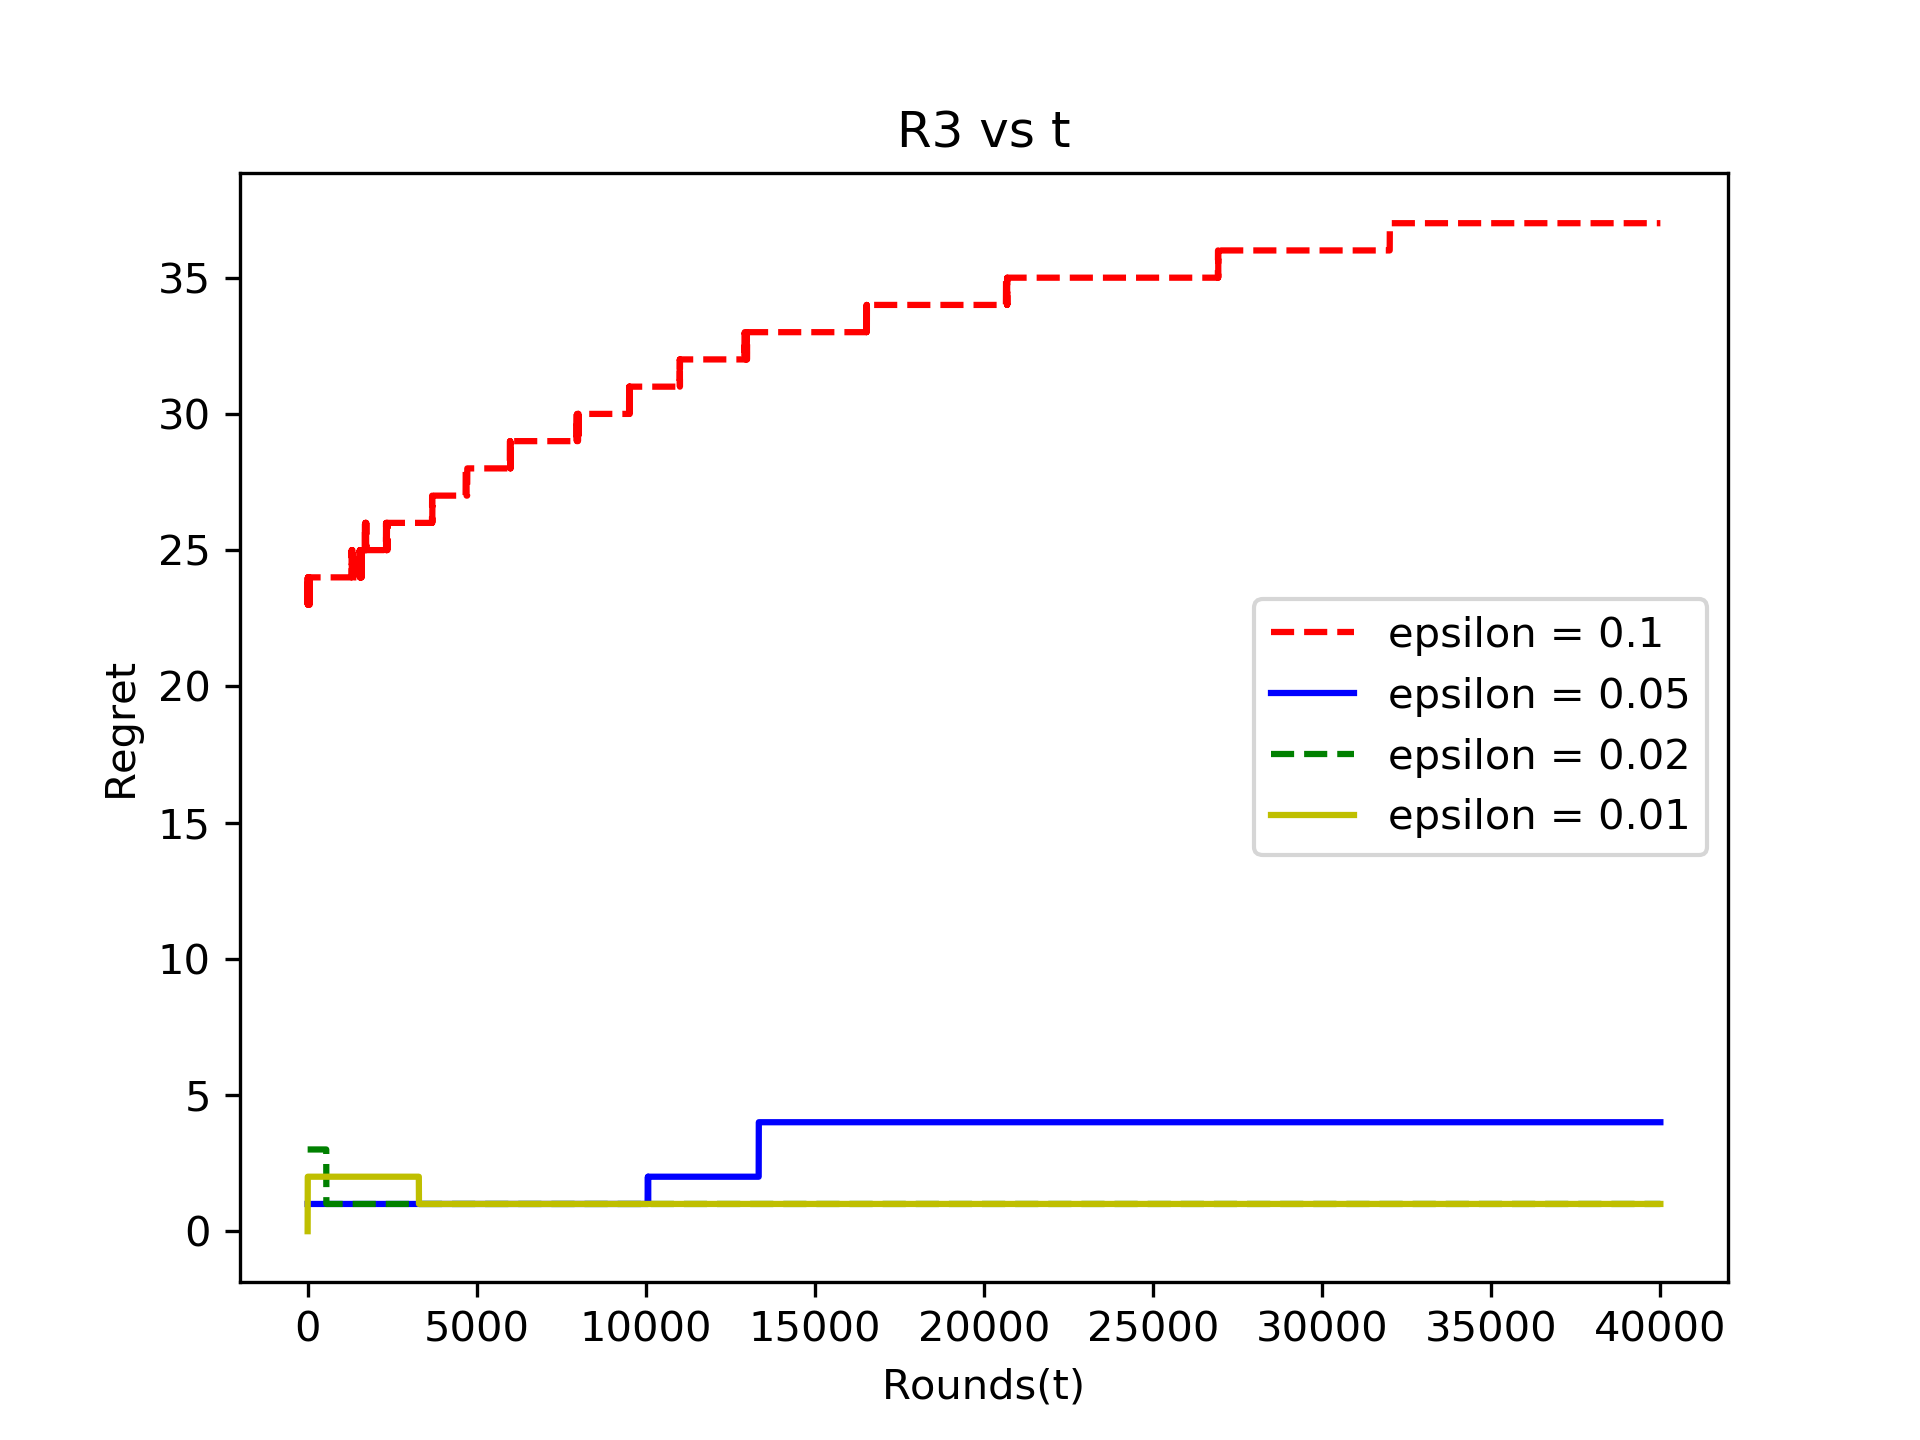 R3 vs t
Regret
35
30
25
20
15
10
5
0
epsilon = 0.1
epsilon = 0.05
epsilon = 0.02
epsilon = 0.01
0 5000 10000 15000 20000 25000 30000 35000 40000
Rounds(t)